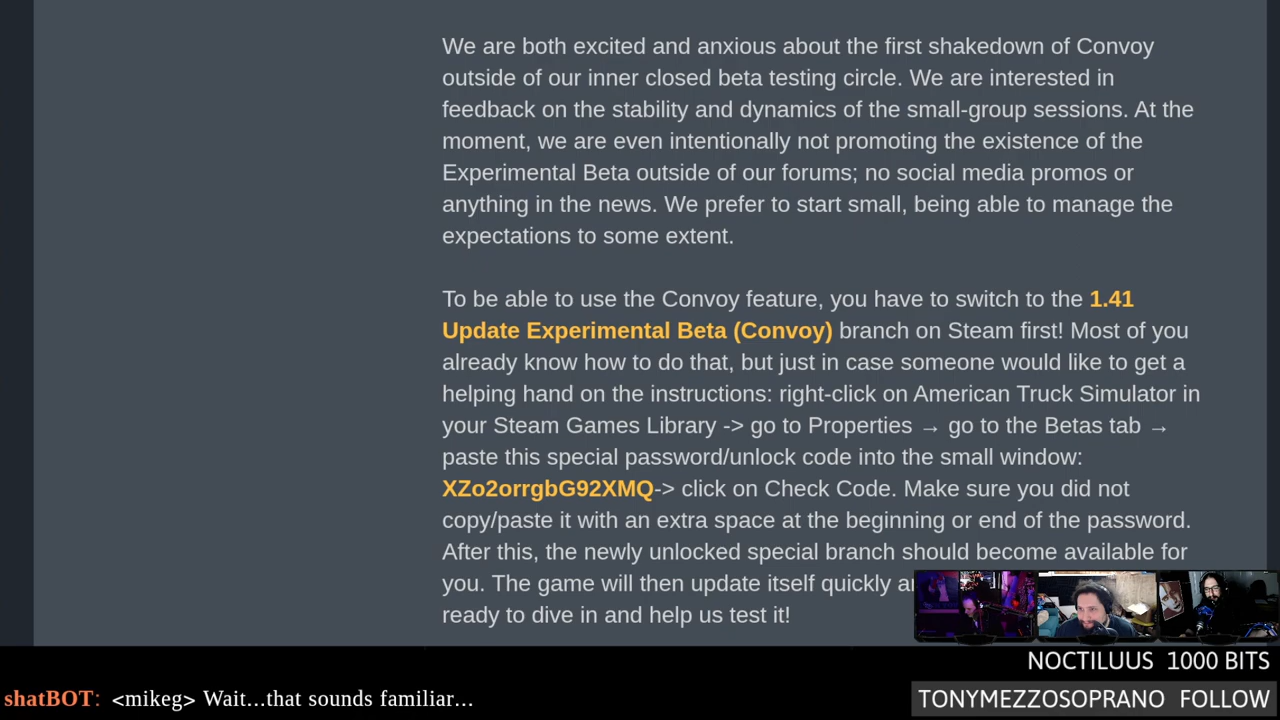 We are both excited and anxious about the first shakedown of Convoy
outside of our inner closed beta testing circle. We are interested in
feedback on the stability and dynamics of the small-group sessions. At the
moment, we are even intentionally not promoting the existence of the
Experimental Beta outside of our forums; no social media promos or
anything in the news. We prefer to start small, being able to manage the
expectations to some extent.
To be able to use the Convoy feature, you have to switch to the 1.41
Update Experimental Beta (Convoy) branch on Steam first! Most of you
already know how to do that, but just in case someone would like to get a
helping hand on the instructions: right-click on American Truck Simulator in
your Steam Games Library -> go to Properties → go to the Betas tab →
paste this special password/unlock code into the small window:
XZo2orrgbG92XMQ-> click on Check Code. Make sure you did not
copy/paste it with an extra space at the beginning or end of the password.
After this, the newly unlocked special branch should become available for
you. The game will then update itself quickly
ready to dive in and help us test it!
NOCTILUUS 1000 BITS
shatBOT: <mikeg> Wait...that sounds familiar...
TONYMEZZOSOPRANO FOLLOW